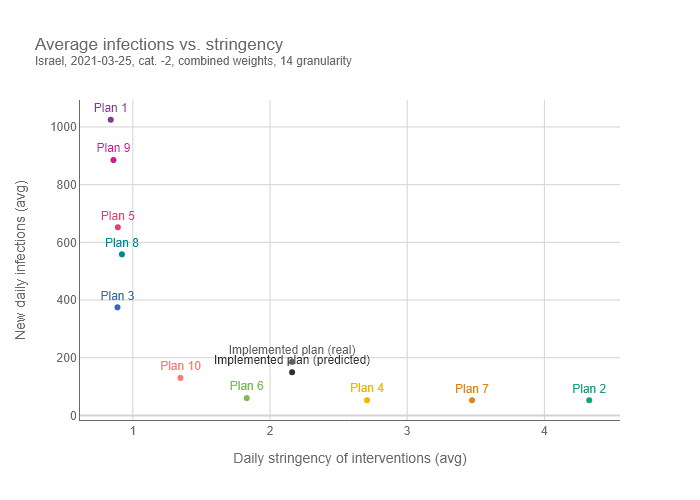 Average infections vs. stringency
Israel, 2021-03-25, cat. -2, combined weights, 14 granularity
New daily infections (avg)
1000
800
600
400
200
0
Plan 1
Plan 9
Plan 5
Plan 8
Plan 3
Implemented plan (real)
Implemented plan (predicted)
Plan 10
Plan 6
Plan 4
Plan 7
Plan 2
1
2
3
4
Daily stringency of interventions (avg)